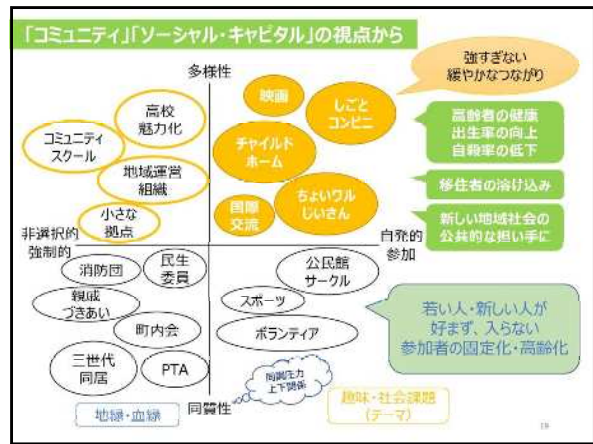 「コミュニティ」「ソーシャル・キャピタル」の視点から
多様性
強すぎない
緩やかなつながり
映画
しごと
コンビニ
高校
魅力化
コミュニティ
スクール
チャイルド
ホーム
高齢者の健康
出生率の向上
自殺率の低下
地域運営
組織
移住者の溶け込み
小さな
拠点
国際
交流
ちょいワル
じいさん
新しい地域社会の
公共的な担い手に
非選択的
強制的
自発的
参加
消防団
民生
委員
公民館
サークル
親戚
づきあい
スポーツ
町内会
ボランティア
若い人・新しい人が
好まず、入らない
参加者の固定化・高齢化
三世代
同居
PTA
同調圧力
上下関係
地縁・血縁
同質性
趣味・社会課題
(テーマ)